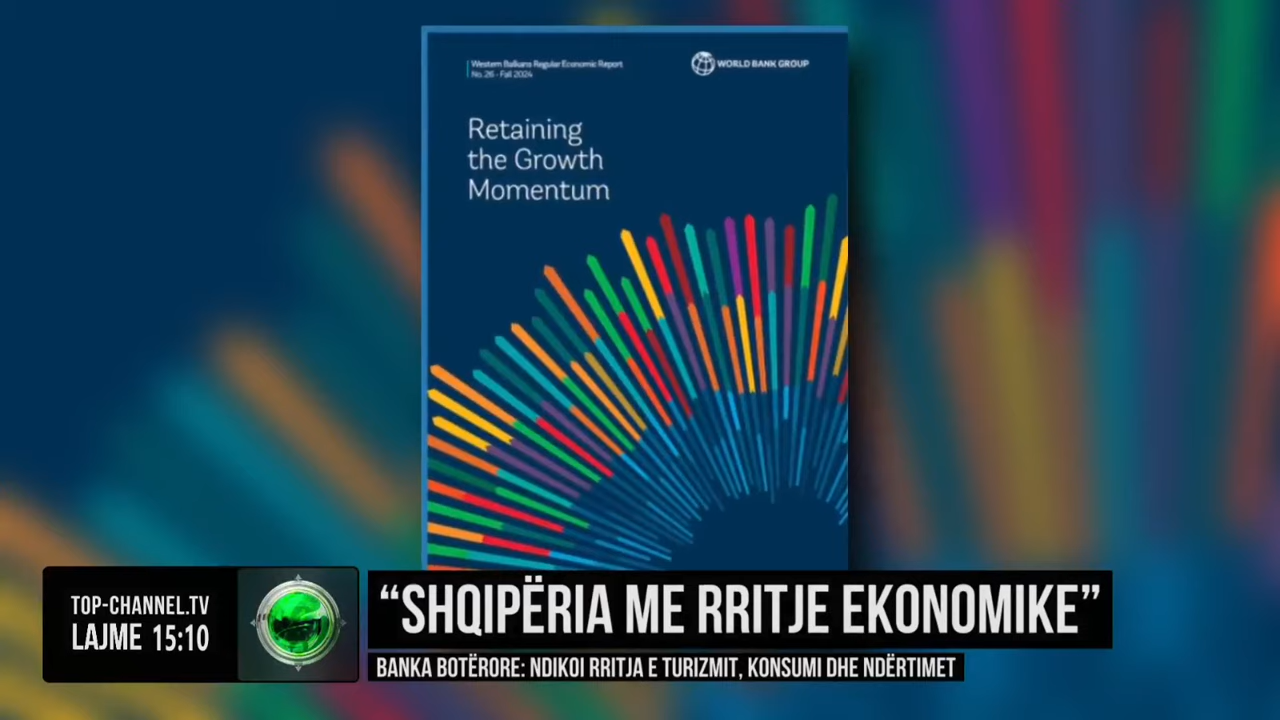 Western Balkans Regular Economic Report
No. 26 - Fall 2024
WORLD BANK GROUP
Retaining
the Growth
Momentum
TOP-CHANNEL.TV
LAJME 15:10
“SHQIPËRIA ME RRITJE EKONOMIKE”
BANKA BOTËRORE: NDIKOI RRITJA E TURIZMIT, KONSUMI DHE NDËRTIMET